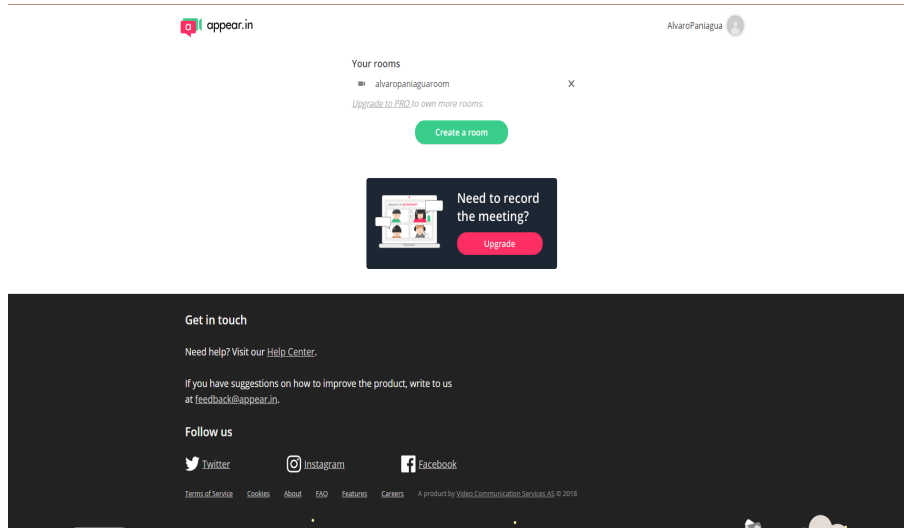 appear.in
AlvaroPaniagua
Your rooms
alvaropaniaguaroom X
Upgrade to PRO to own more rooms.
Create a room
Need to record
the meeting?
Upgrade
Get in touch
Need help? Visit our Help Center.
If you have suggestions on how to improve the product, write to us
at feedback@appear.in.
Follow us
Twitter Instagram Facebook
Terms of Service Cookies About FAQ Features Careers A product by Video Communication Services AS © 2018